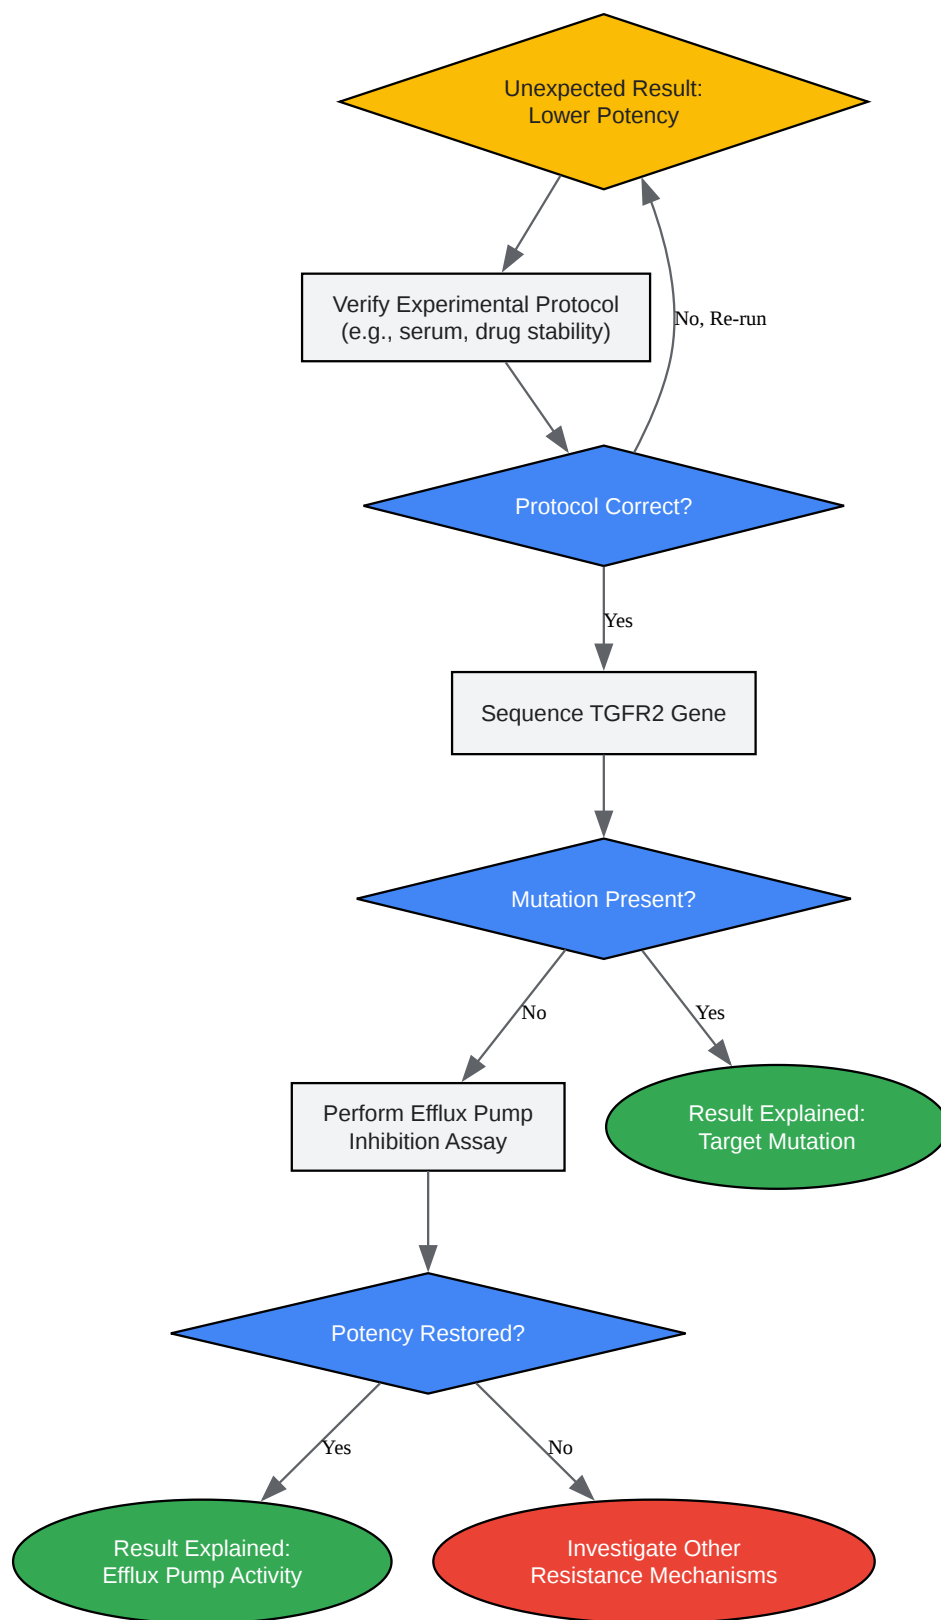 Unexpected Result:
Lower Potency
Verify Experimental Protocol
(e.g., serum, drug stability)
No, Re-run
Protocol Correct?
Yes
Sequence TGFR2 Gene
Mutation Present?
No
Yes
Perform Efflux Pump
Inhibition Assay
Result Explained:
Target Mutation
Potency Restored?
Yes
No
Result Explained:
Efflux Pump Activity
Investigate Other
Resistance Mechanisms